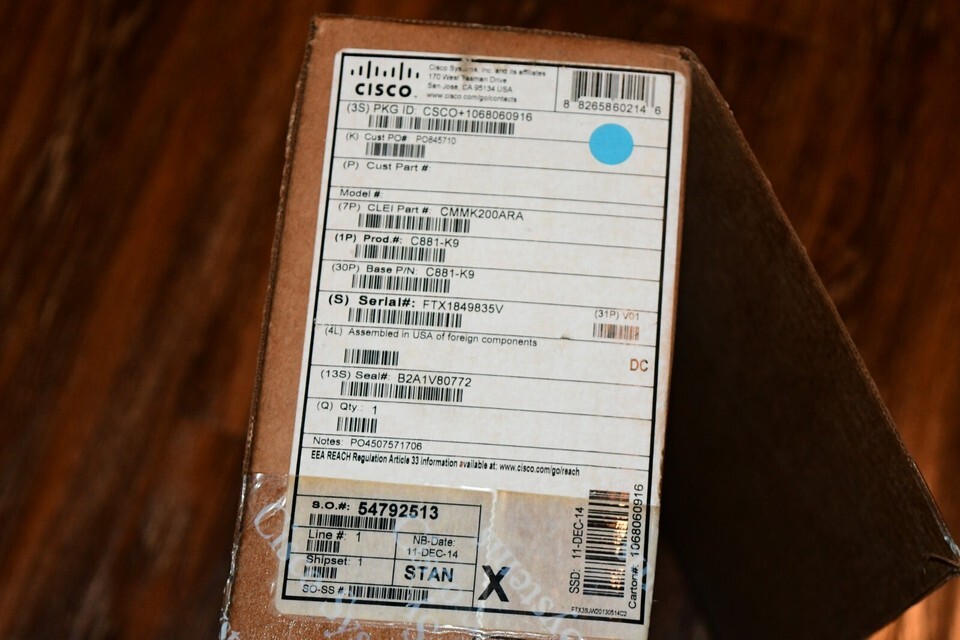 CISCO
Cisco Systems, Inc. and its affiliates
170 West Tasman Drive
San Jose, CA 95134 USA
www.cisco.com/go/contacts
8 8265860214 6
(3S) PKG ID: CSCO+1068060916
(K) Cust PO# PO845710
(P) Cust Part #:
Model #:
(7P) CLEI Part #: CMMK200ARA
(1P) Prod.#: C881-K9
(30P) Base P/N: C881-K9
(S) Serial#: FTX1849835V
(31P) V01
(4L) Assembled in USA of foreign components
DC
(13S) Seal#: B2A1V80772
(Q) Qty.: 1
Notes: PO4507571706
EEA REACH Regulation Article 33 information available at: www.cisco.com/go/reach
S.O.#: 54792513
Line #: 1
NB-Date:
11-DEC-14
Shipset: 1
STAN
X
SO-SS #:
SSD: 11-DEC-14
Carton#: 1068060916